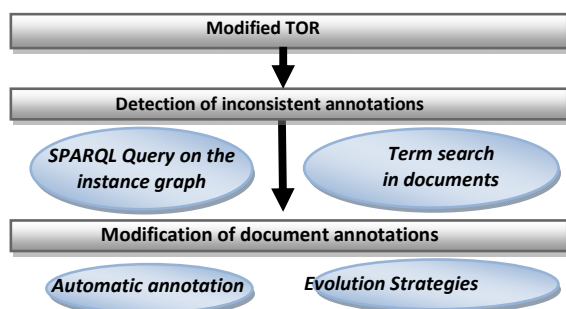 Modified TOR
Detection of inconsistent annotations
SPARQL Query on the
instance graph
Term search
in documents
Modification of document annotations
Automatic annotation
Evolution Strategies